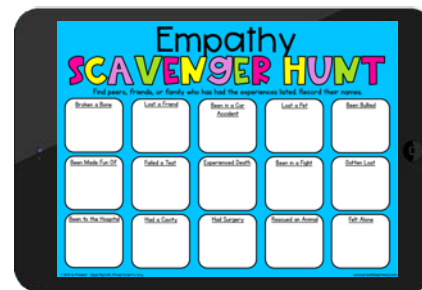 Empathy
SCAVENGER HUNT
Find peers, friends, or family who has had the experiences listed. Record their names.
Broken a Bone
Lost a Friend
Been in a Car
Accident
Lost a Pet
Been Bullied
Been Made Fun Of
Failed a Test
Experienced Death
Been in a Fight
Gotten Lost
Been to the Hospital
Had a Cavity
Had Surgery
Rescued an Animal
Felt Alone